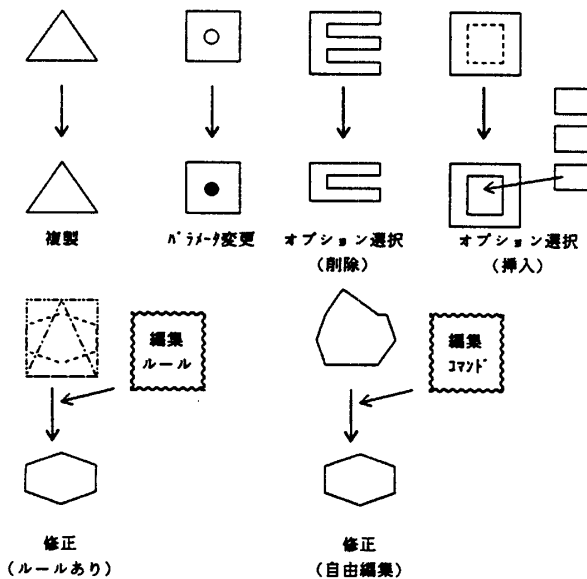 複製
ﾊﾟﾗﾒｰﾀ変更
オプション選択
(削除)
オプション選択
(挿入)
編集
ルール
編集
ｺﾏﾝﾄﾞ
修正
(ルールあり)
修正
(自由編集)